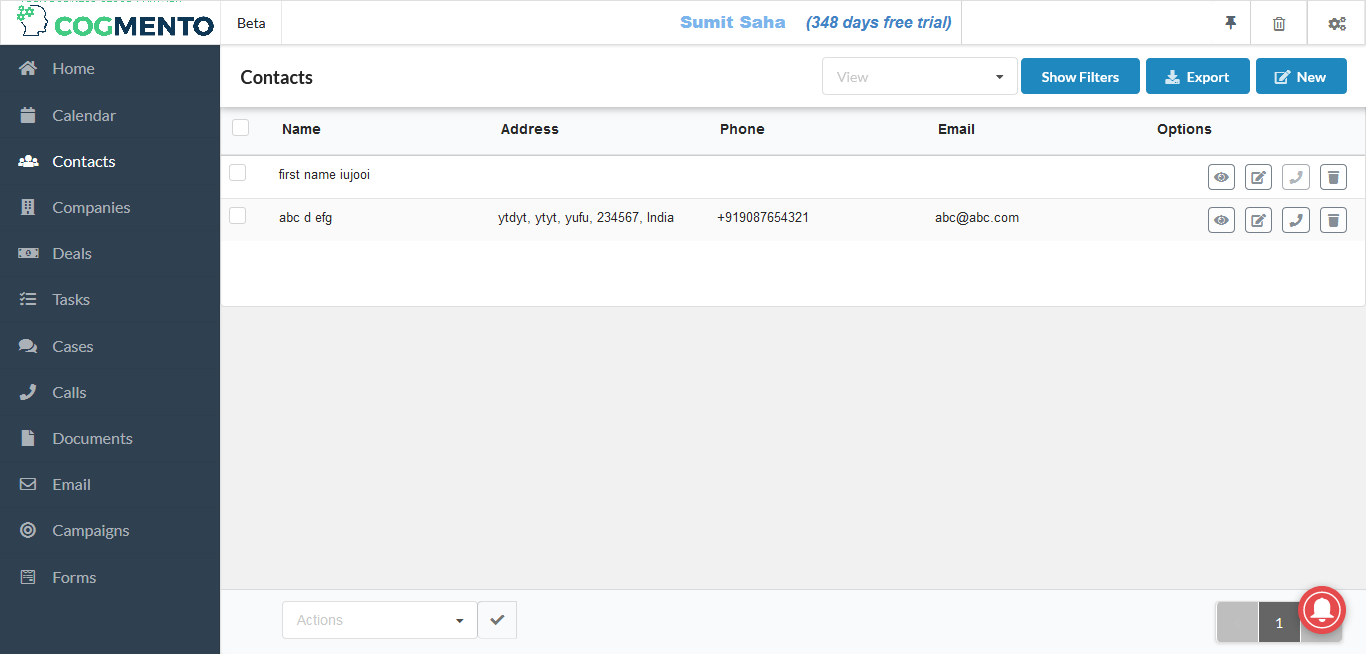 COGMENTO
Beta
Sumit Saha (348 days free trial)
Home
Calendar
Contacts
Companies
Deals
Tasks
Cases
Calls
Documents
Email
Campaigns
Forms
Contacts
View
Show Filters
Export
New
Name Address Phone Email Options
first name iujooi
abc d efg ytdyt, ytyt, yufu, 234567, India +919087654321 abc@abc.com
Actions
1